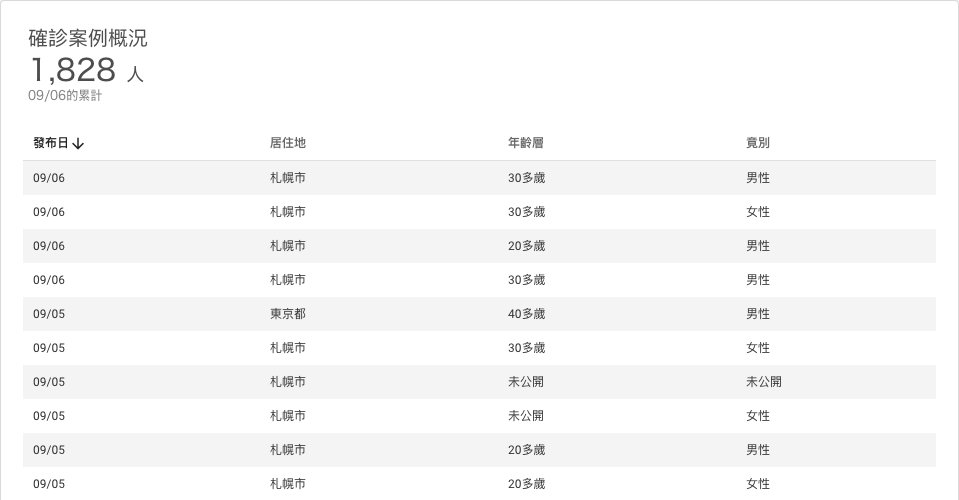 確診案例概況
1,828 人
09/06的累計
發布日↓ 居住地 年齡層 竟別
09/06 札幌市 30多歲 男性
09/06 札幌市 30多歲 女性
09/06 札幌市 20多歲 男性
09/06 札幌市 30多歲 男性
09/05 東京都 40多歲 男性
09/05 札幌市 30多歲 女性
09/05 札幌市 未公開 未公開
09/05 札幌市 未公開 女性
09/05 札幌市 20多歲 男性
09/05 札幌市 20多歲 女性